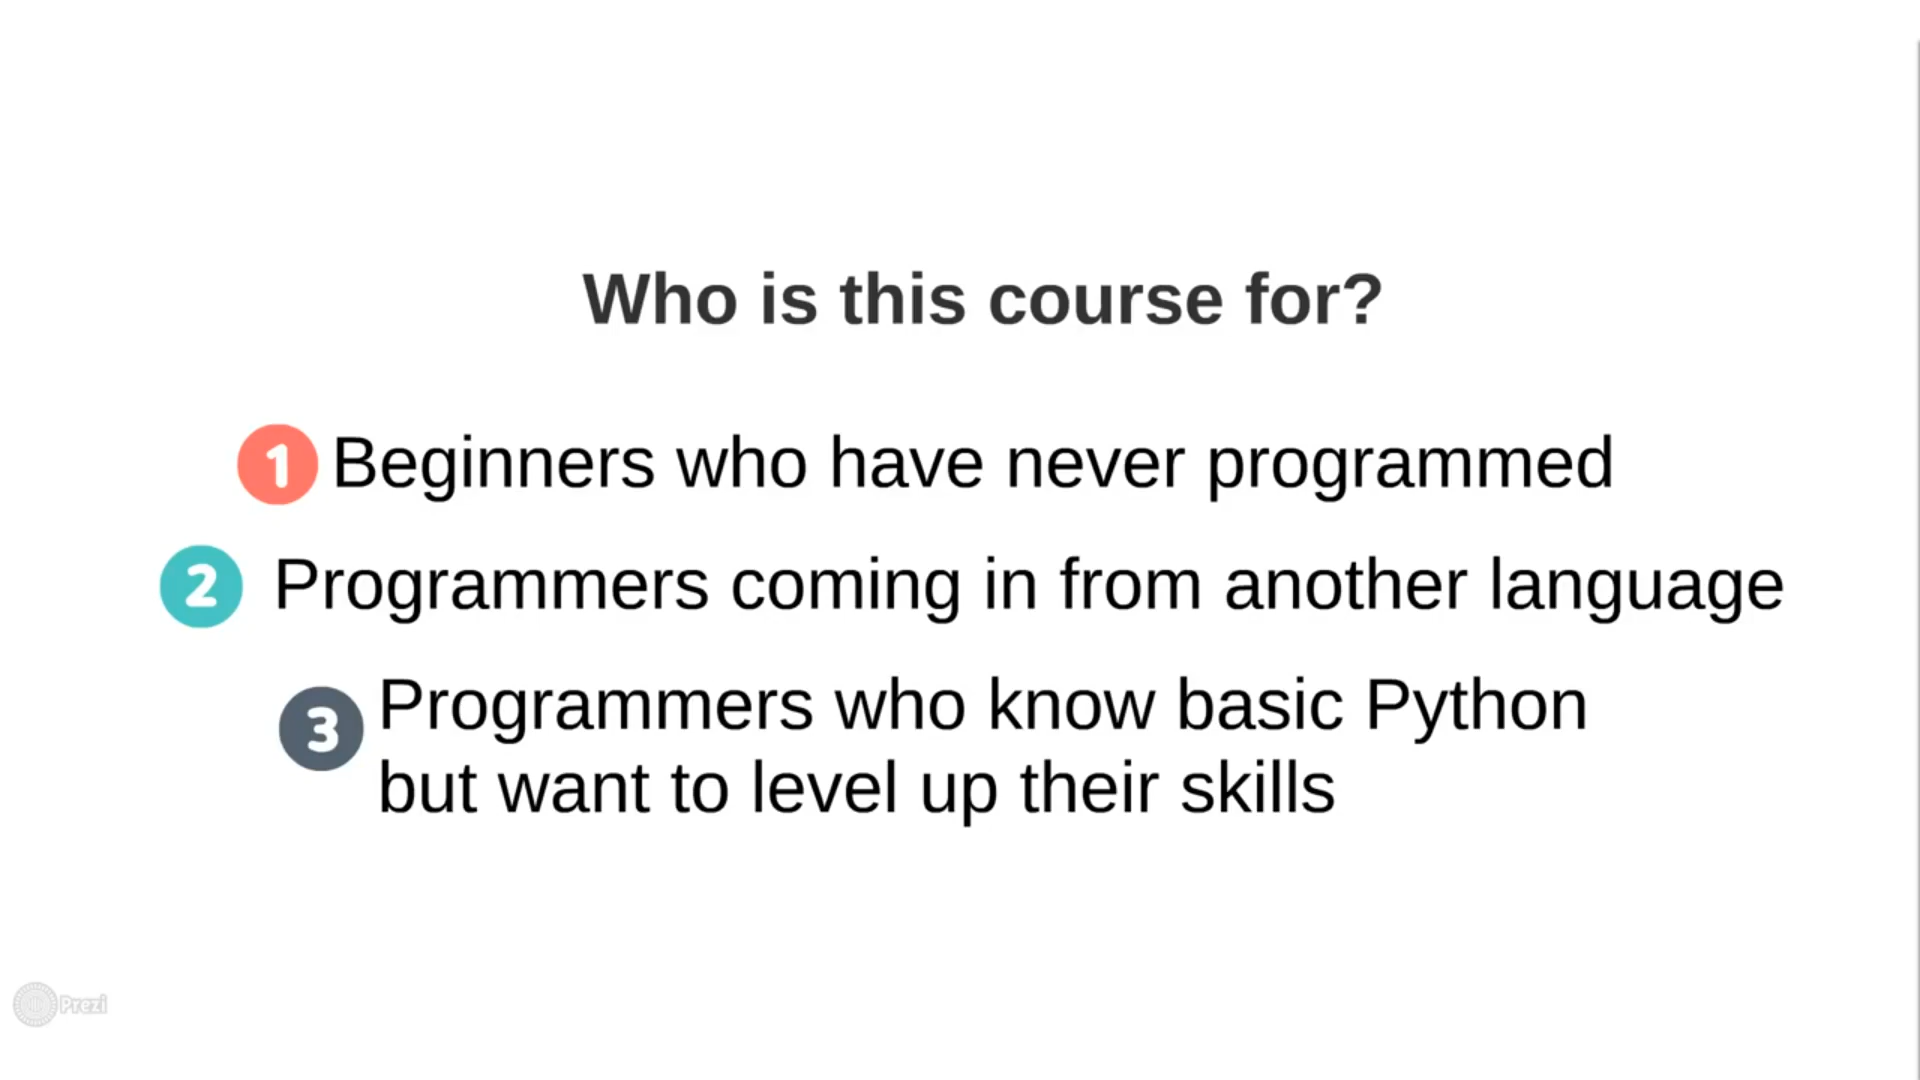 Who is this course for?
1 Beginners who have never programmed
2 Programmers coming in from another language
3 Programmers who know basic Python
but want to level up their skills
Prezi